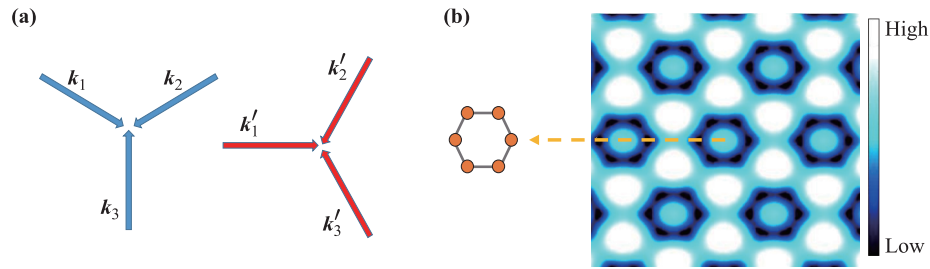 (a)
k₁
k₂
k₃
k′₁
k′₂
k′₃
(b)
High
Low